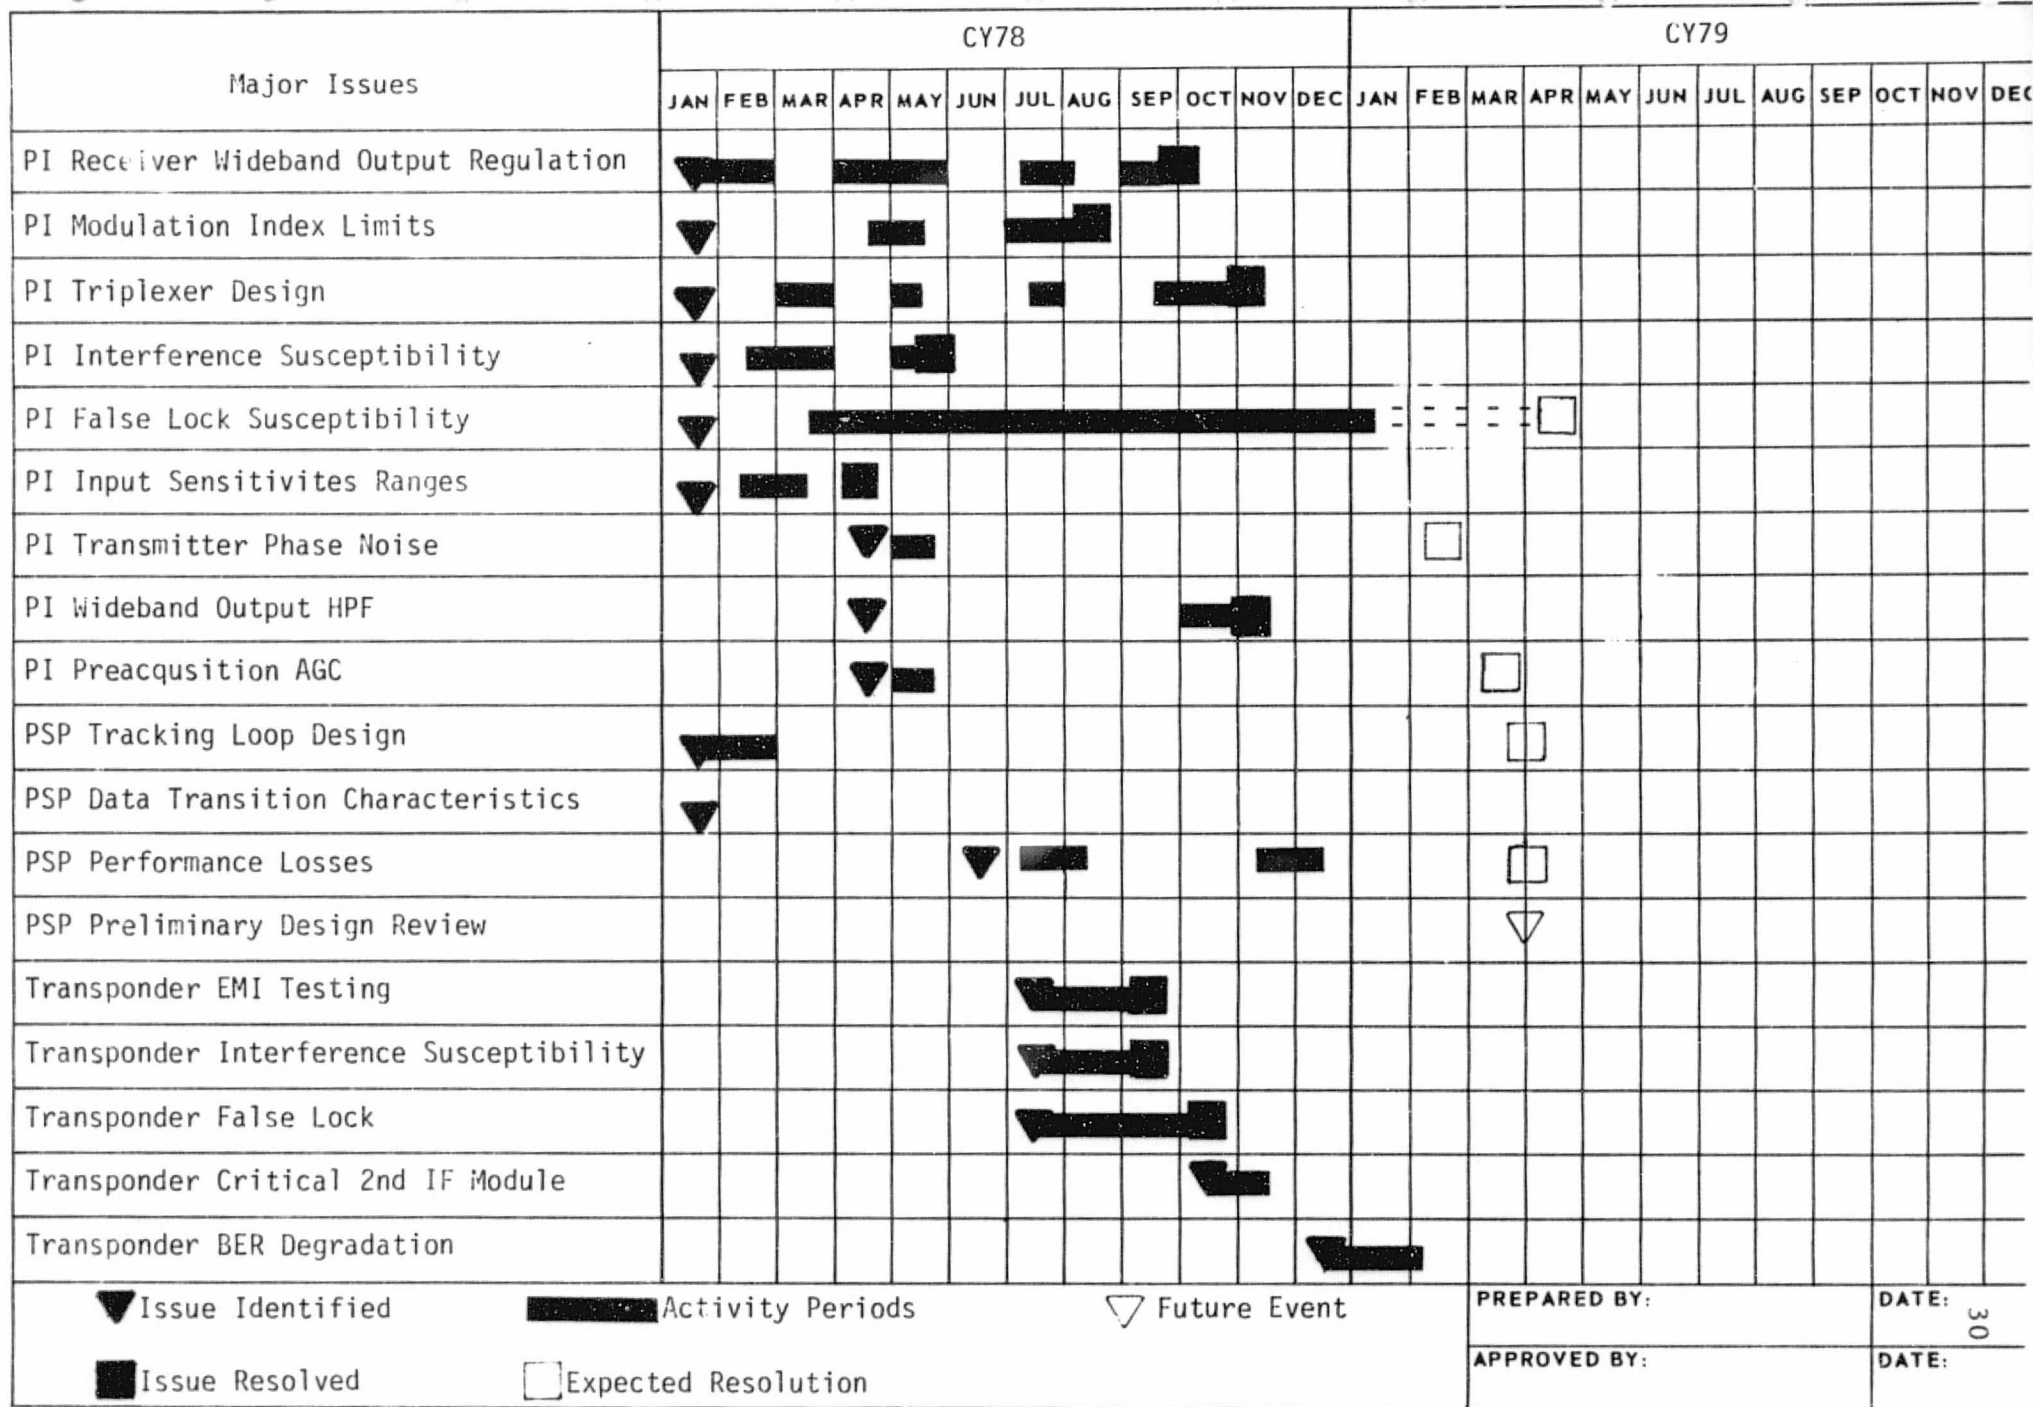 CY78
CY79
Major Issues
JAN FEB MAR APR MAY JUN JUL AUG SEP OCT NOV DEC JAN FEB MAR APR MAY JUN JUL AUG SEP OCT NOV DEC
PI Receiver Wideband Output Regulation
PI Modulation Index Limits
PI Triplexer Design
PI Interference Susceptibility
PI False Lock Susceptibility
PI Input Sensitivites Ranges
PI Transmitter Phase Noise
PI Wideband Output HPF
PI Preacqusition AGC
PSP Tracking Loop Design
PSP Data Transition Characteristics
PSP Performance Losses
PSP Preliminary Design Review
Transponder EMI Testing
Transponder Interference Susceptibility
Transponder False Lock
Transponder Critical 2nd IF Module
Transponder BER Degradation
Issue Identified Activity Periods Future Event
Issue Resolved Expected Resolution
PREPARED BY: DATE:
APPROVED BY: DATE:
30